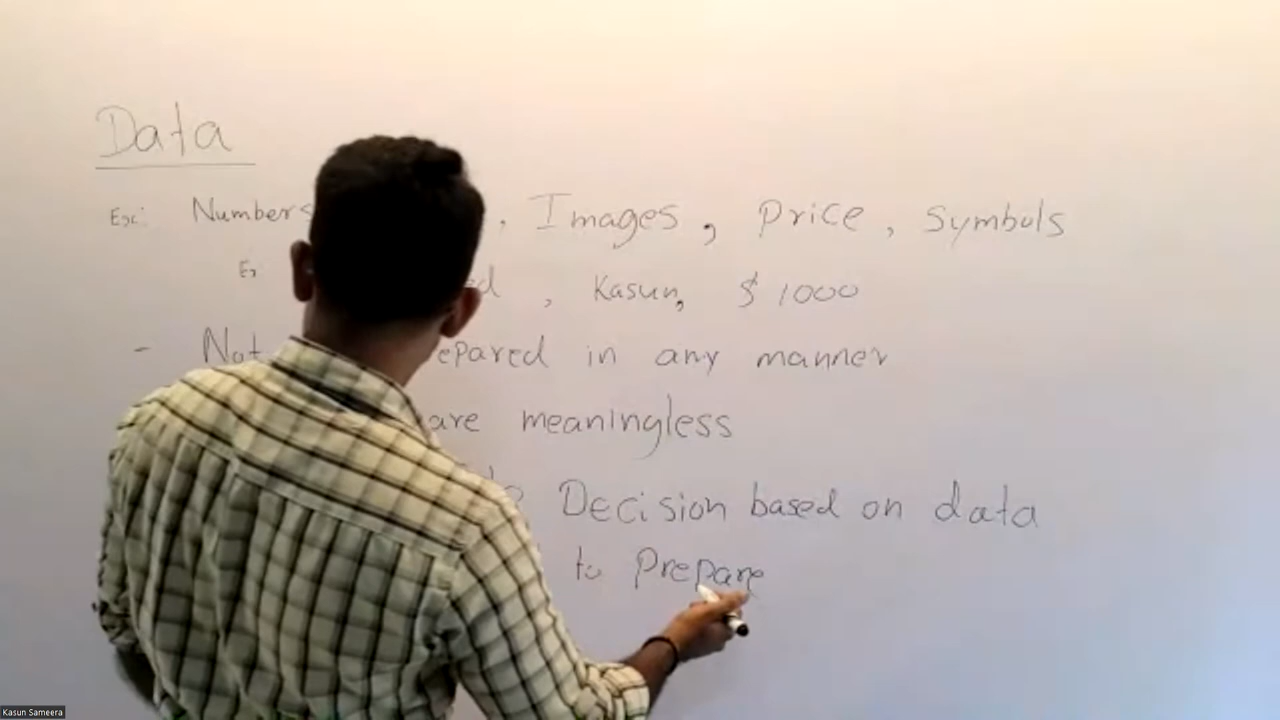 Data
Ex: Numbers , Images , Price , Symbols
Ex , Kasun, $ 1000
- Not epared in any manner
are meaningless
Decision based on data
to Prepare
Kasun Sameera